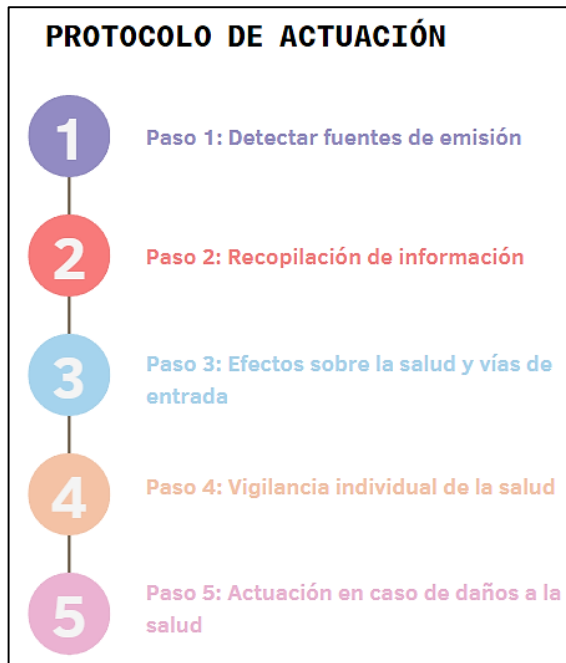 PROTOCOLO DE ACTUACIÓN
1
Paso 1: Detectar fuentes de emisión
2
Paso 2: Recopilación de información
3
Paso 3: Efectos sobre la salud y vías de
entrada
4
Paso 4: Vigilancia individual de la salud
5
Paso 5: Actuación en caso de daños a la
salud